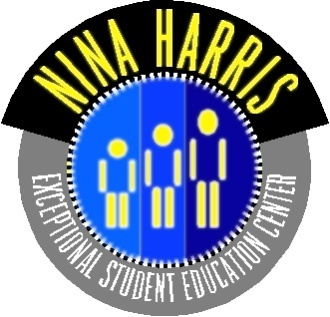 NINA HARRIS
EXCEPTIONAL STUDENT EDUCATION CENTER